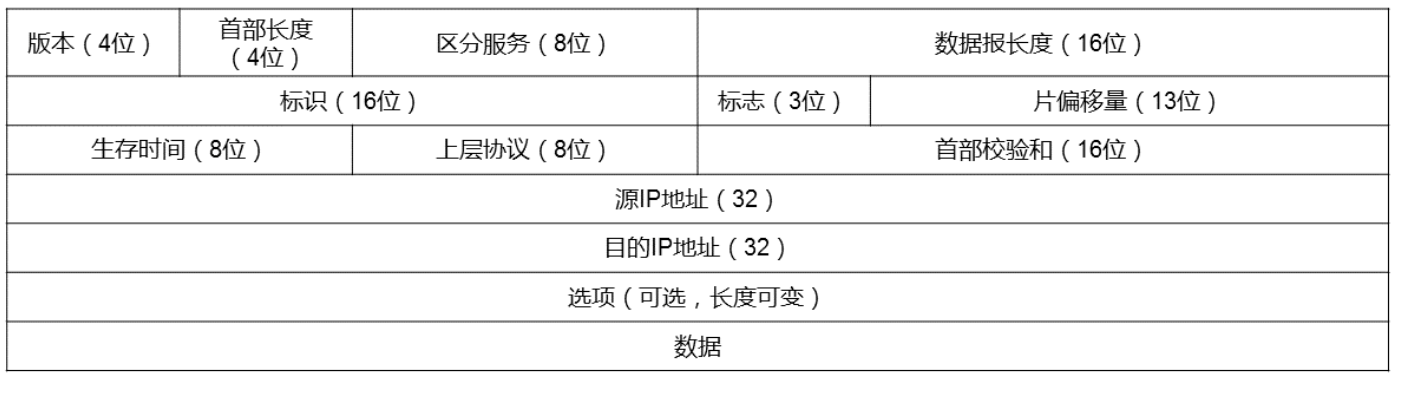 版本（4位） 首部长度（4位） 区分服务（8位） 数据报长度（16位）
标识（16位） 标志（3位） 片偏移量（13位）
生存时间（8位） 上层协议（8位） 首部校验和（16位）
源IP地址（32）
目的IP地址（32）
选项（可选，长度可变）
数据